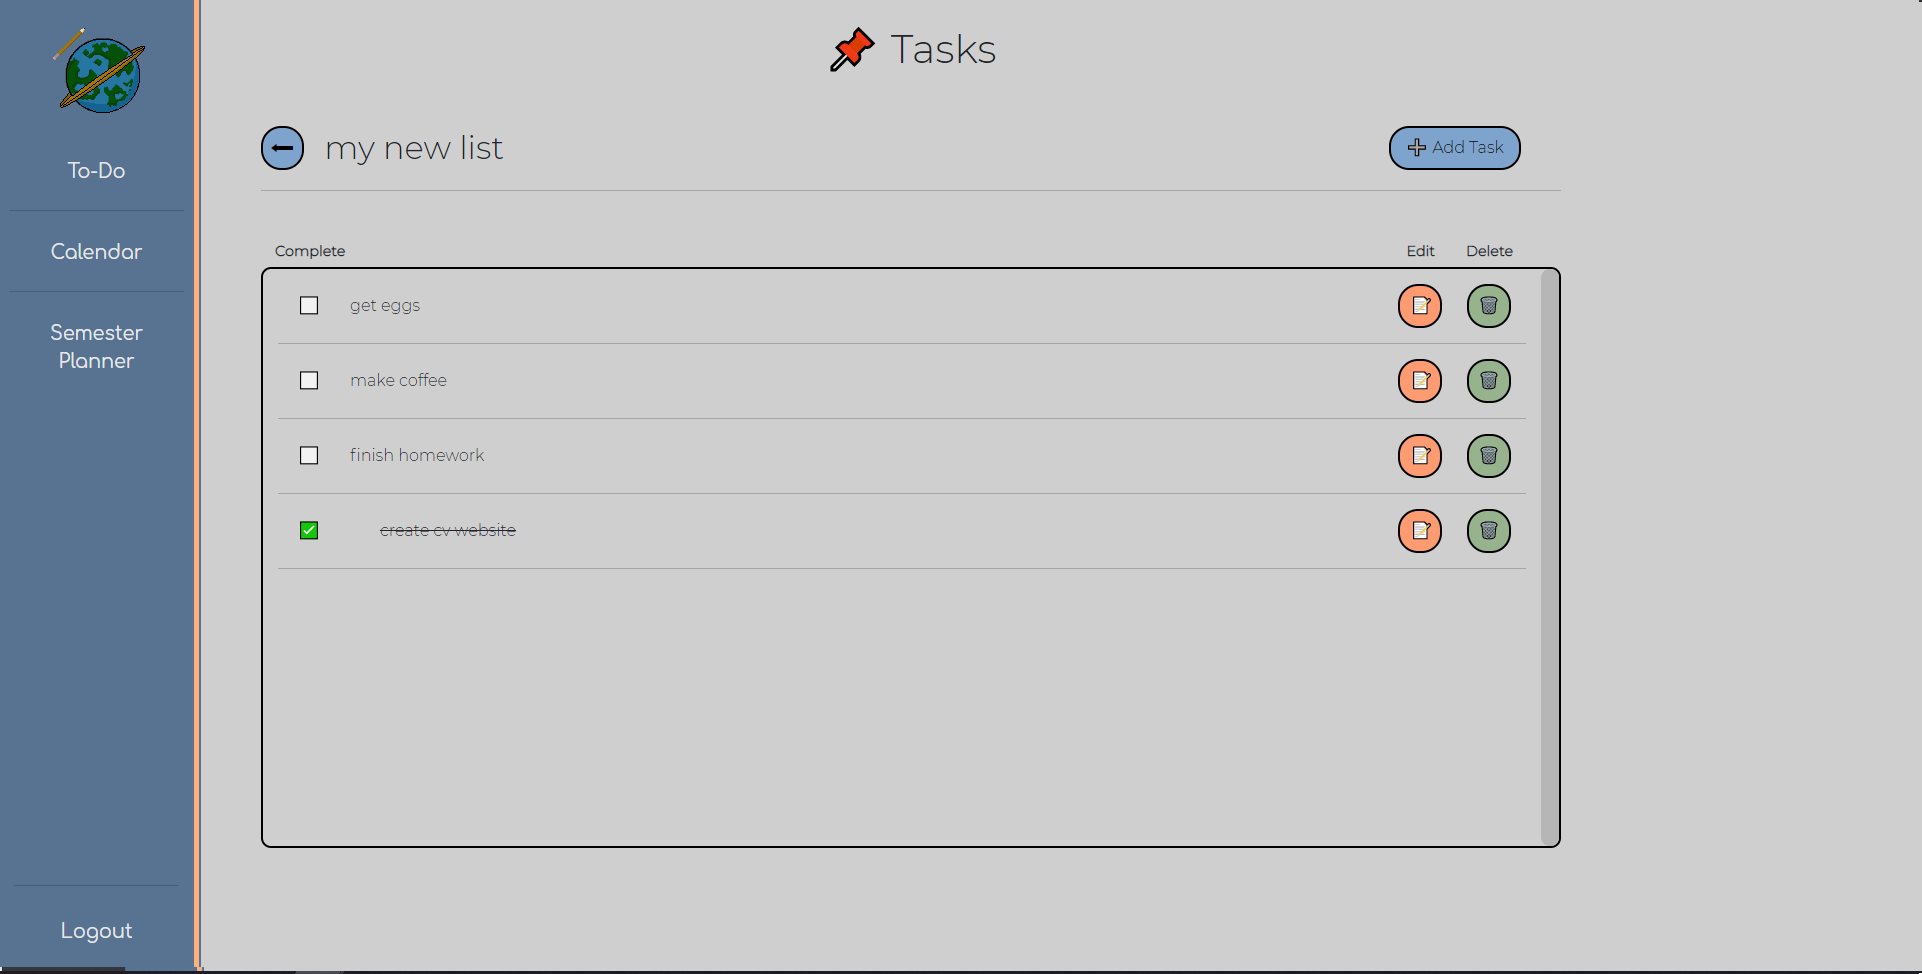 Tasks
To-Do
Calendar
Semester
Planner
Logout
my new list
Add Task
Complete
Edit Delete
get eggs
make coffee
finish homework
create cv website